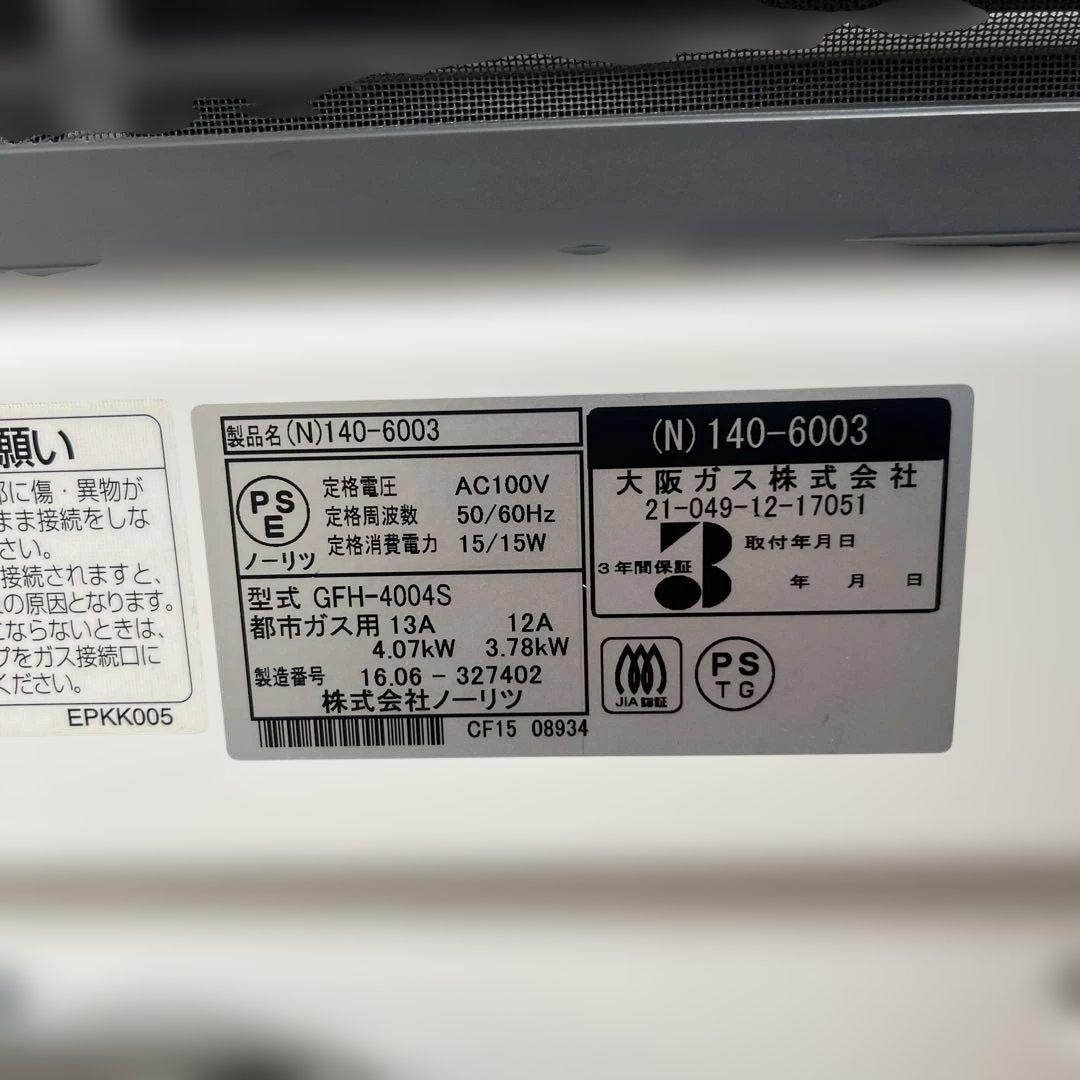 願い
部に傷・異物が
まま接続をしな
さい。
接続されますと、
の原因となります。
にならないときは、
プをガス接続口に
ください。
EPKK005
製品名(N)140-6003
PS
E
ノーリツ
定格電圧 AC100V
定格周波数 50/60Hz
定格消費電力 15/15W
型式 GFH-4004S
都市ガス用 13A 12A
4.07kW 3.78kW
製造番号 16.06 - 327402
株式会社ノーリツ
CF15 08934
(N)140-6003
大阪ガス株式会社
21-049-12-17051
3年間保証 3 取付年月日
年 月 日
JIA 認証
PS
TG